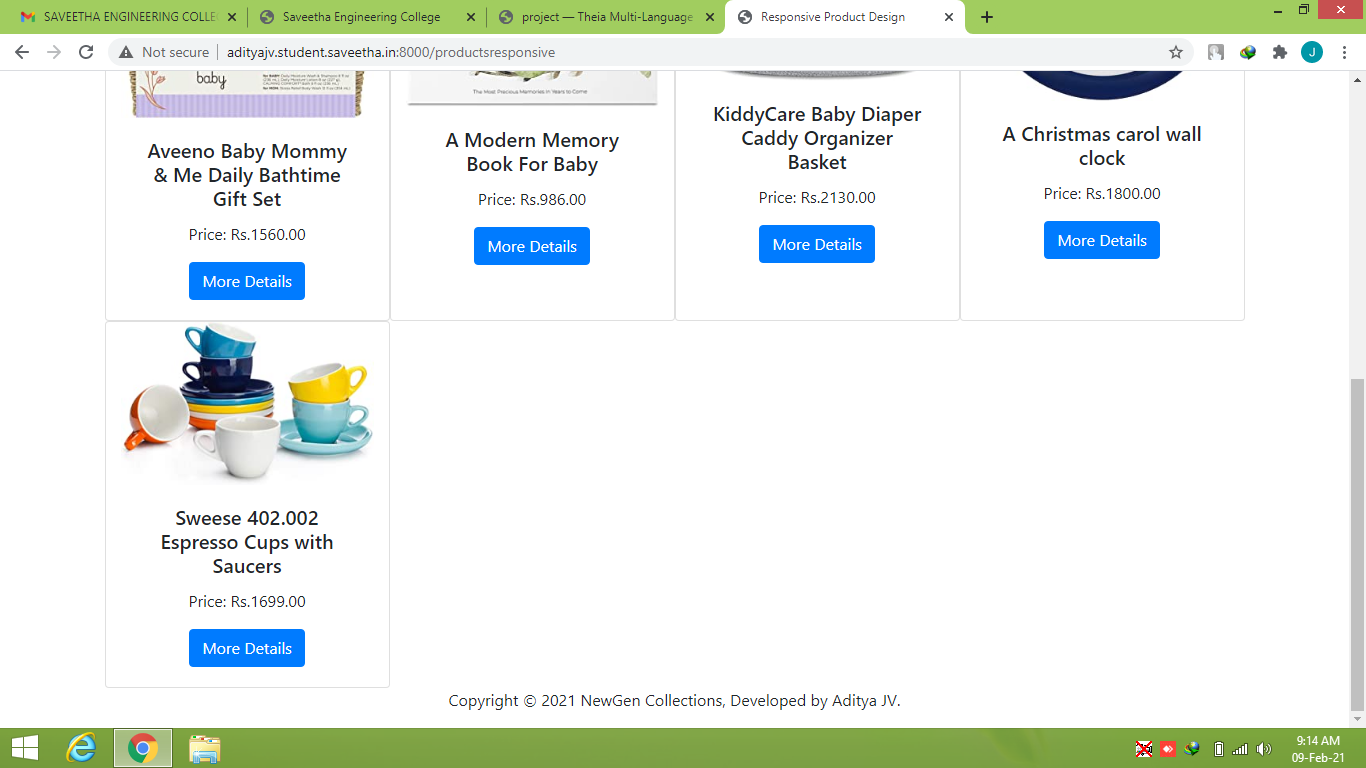 SAVEETHA ENGINEERING COLLE
Saveetha Engineering College
project — Theia Multi-Language
Responsive Product Design
Not secure
adityajv.student.saveetha.in:8000/productsresponsive
J
baby
The Most Precious Memories in Years to Come
Aveeno Baby Mommy
& Me Daily Bathtime
Gift Set
Price: Rs.1560.00
More Details
A Modern Memory
Book For Baby
Price: Rs.986.00
More Details
KiddyCare Baby Diaper
Caddy Organizer
Basket
Price: Rs.2130.00
More Details
A Christmas carol wall
clock
Price: Rs.1800.00
More Details
Sweese 402.002
Espresso Cups with
Saucers
Price: Rs.1699.00
More Details
Copyright © 2021 NewGen Collections, Developed by Aditya JV.
9:14 AM
09-Feb-21